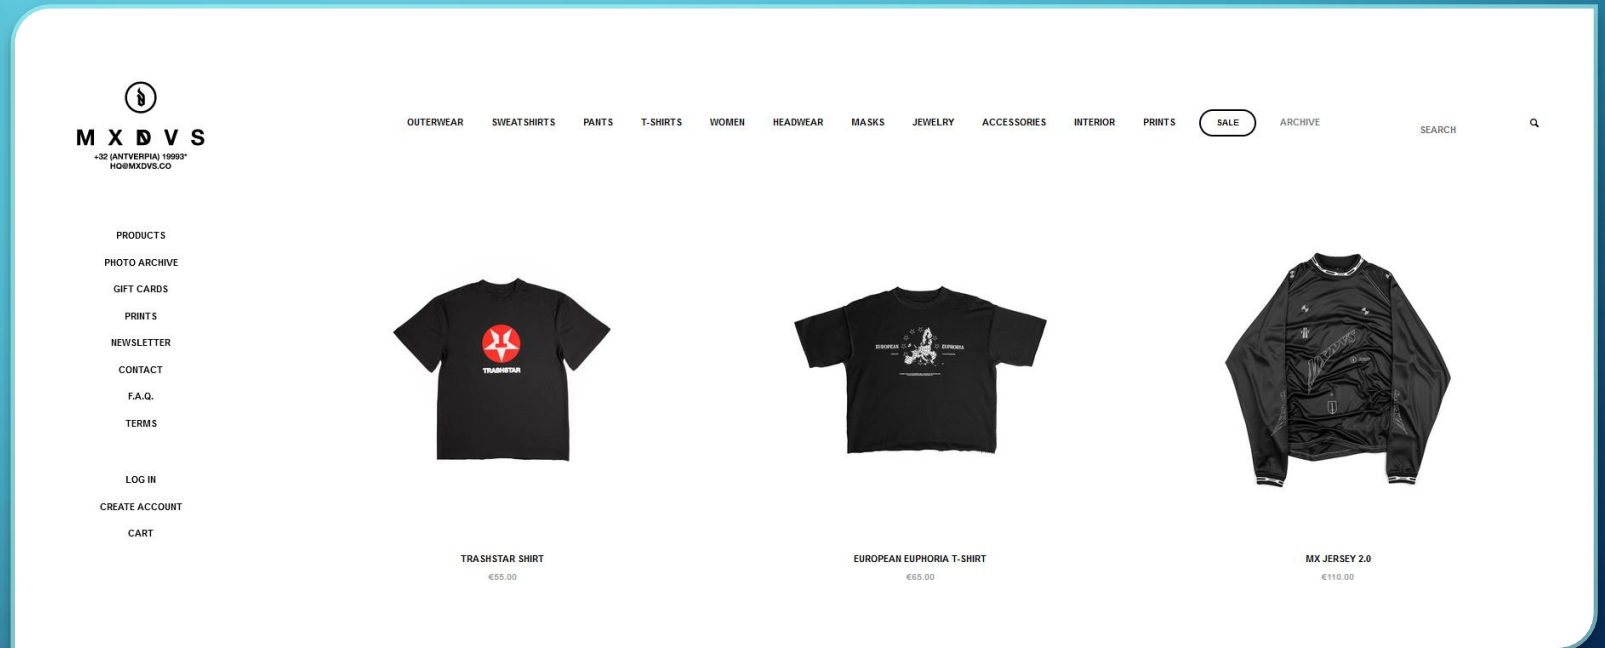 MXDVS
+32 (ANTVERPIA) 19993*
HQ@MXDVS.CO
OUTERWEAR SWEATSHIRTS PANTS T-SHIRTS WOMEN HEADWEAR MASKS JEWELRY ACCESSORIES INTERIOR PRINTS SALE ARCHIVE SEARCH
PRODUCTS
PHOTO ARCHIVE
GIFT CARDS
PRINTS
NEWSLETTER
CONTACT
F.A.Q.
TERMS
LOG IN
CREATE ACCOUNT
CART
TRASHSTAR
EUROPEAN EUPHORIA
TRASHSTAR SHIRT
€55.00
EUROPEAN EUPHORIA T-SHIRT
€65.00
MX JERSEY 2.0
€110.00